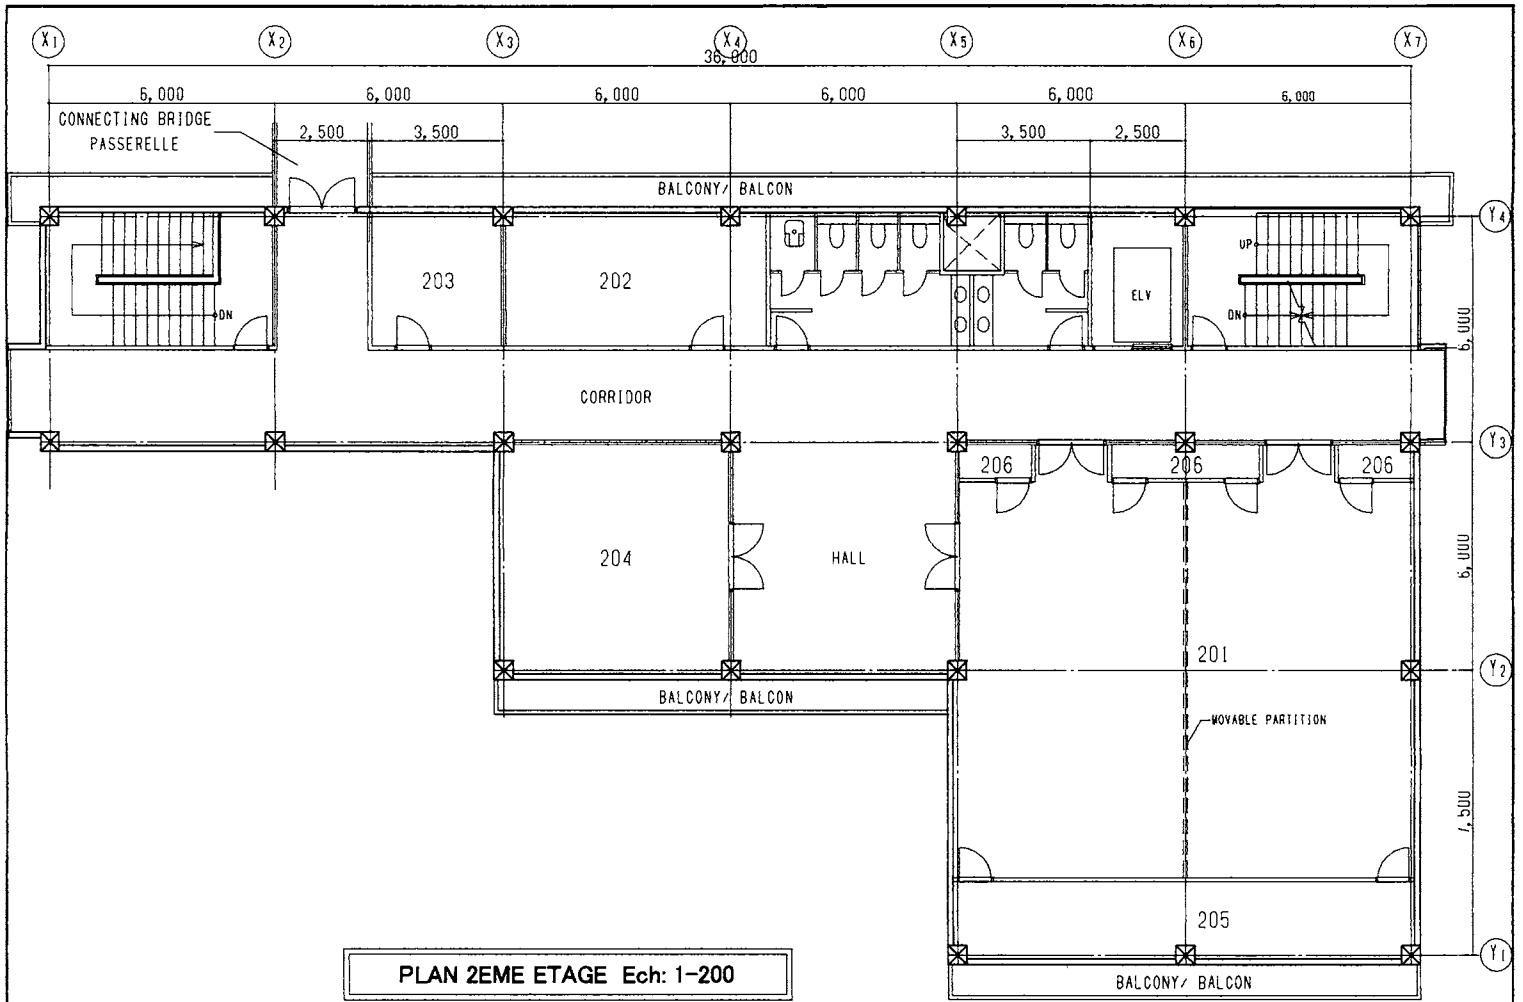 X1 X2 X3 X4 X5 X6 X7
36,000
6,000 6,000 6,000 6,000 6,000 6,000
CONNECTING BRIDGE
PASSERELLE
2,500 3,500 3,500 2,500
BALCONY/ BALCON
Y4
UP
203 202 ELV
DN DN
6,000
CORRIDOR
Y3
206 206 206
204 HALL 6,000
201
Y2
BALCONY/ BALCON
MOVABLE PARTITION
7,500
205
Y1
PLAN 2EME ETAGE Ech: 1-200
BALCONY/ BALCON